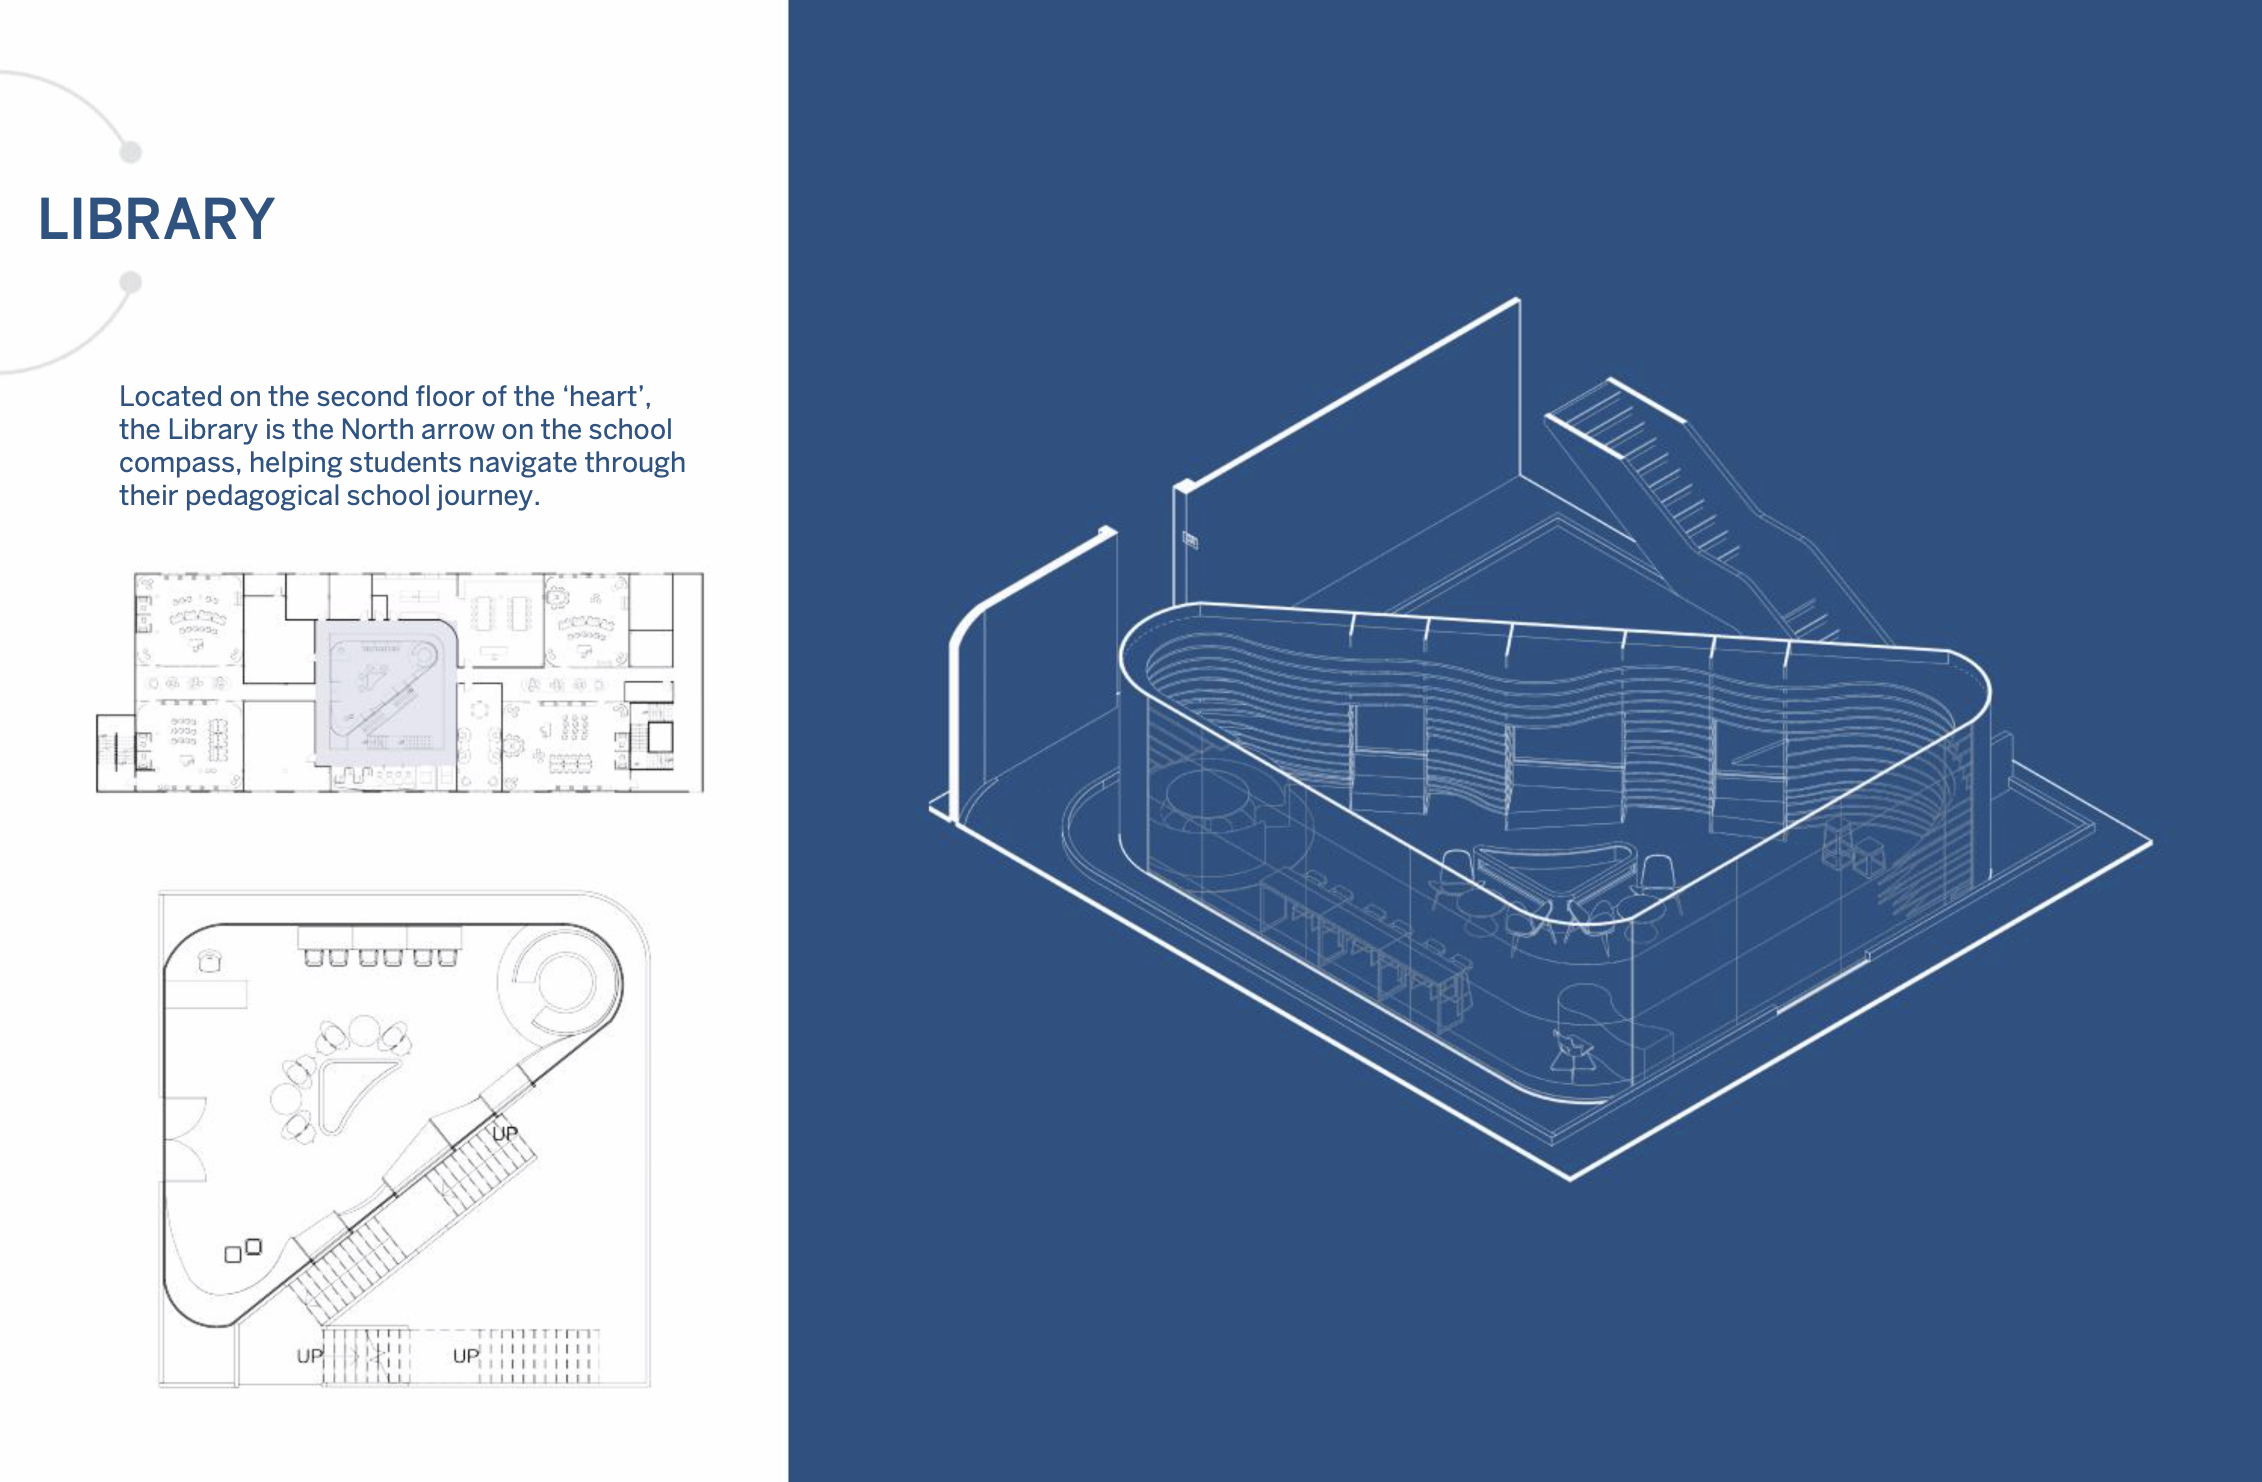 LIBRARY
Located on the second floor of the ‘heart’,
the Library is the North arrow on the school
compass, helping students navigate through
their pedagogical school journey.
UP
UP
UP